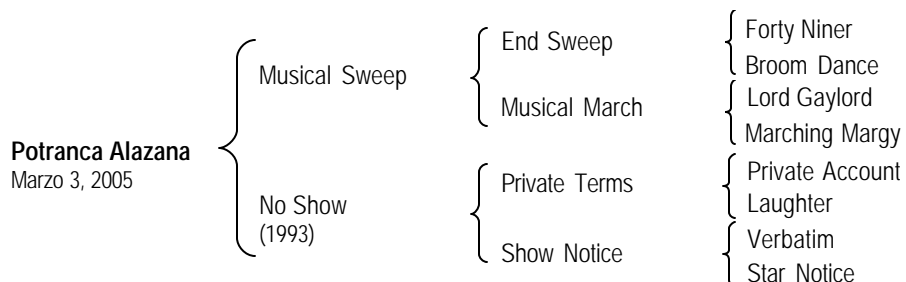 Potranca Alazana
Marzo 3, 2005
Musical Sweep
No Show
(1993)
End Sweep
Musical March
Private Terms
Show Notice
Forty Niner
Broom Dance
Lord Gaylord
Marching Margy
Private Account
Laughter
Verbatim
Star Notice